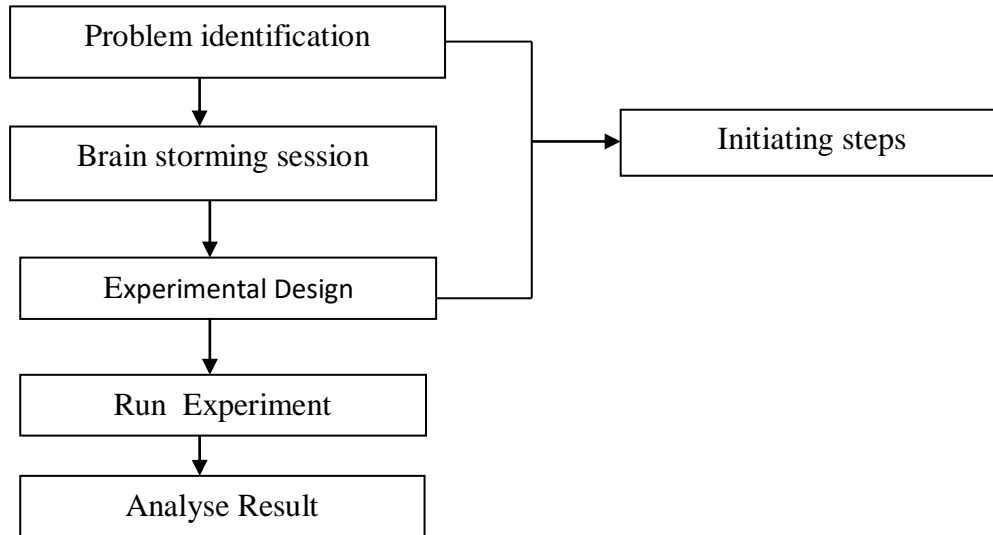 Problem identification
Brain storming session
Initiating steps
Experimental Design
Run Experiment
Analyse Result